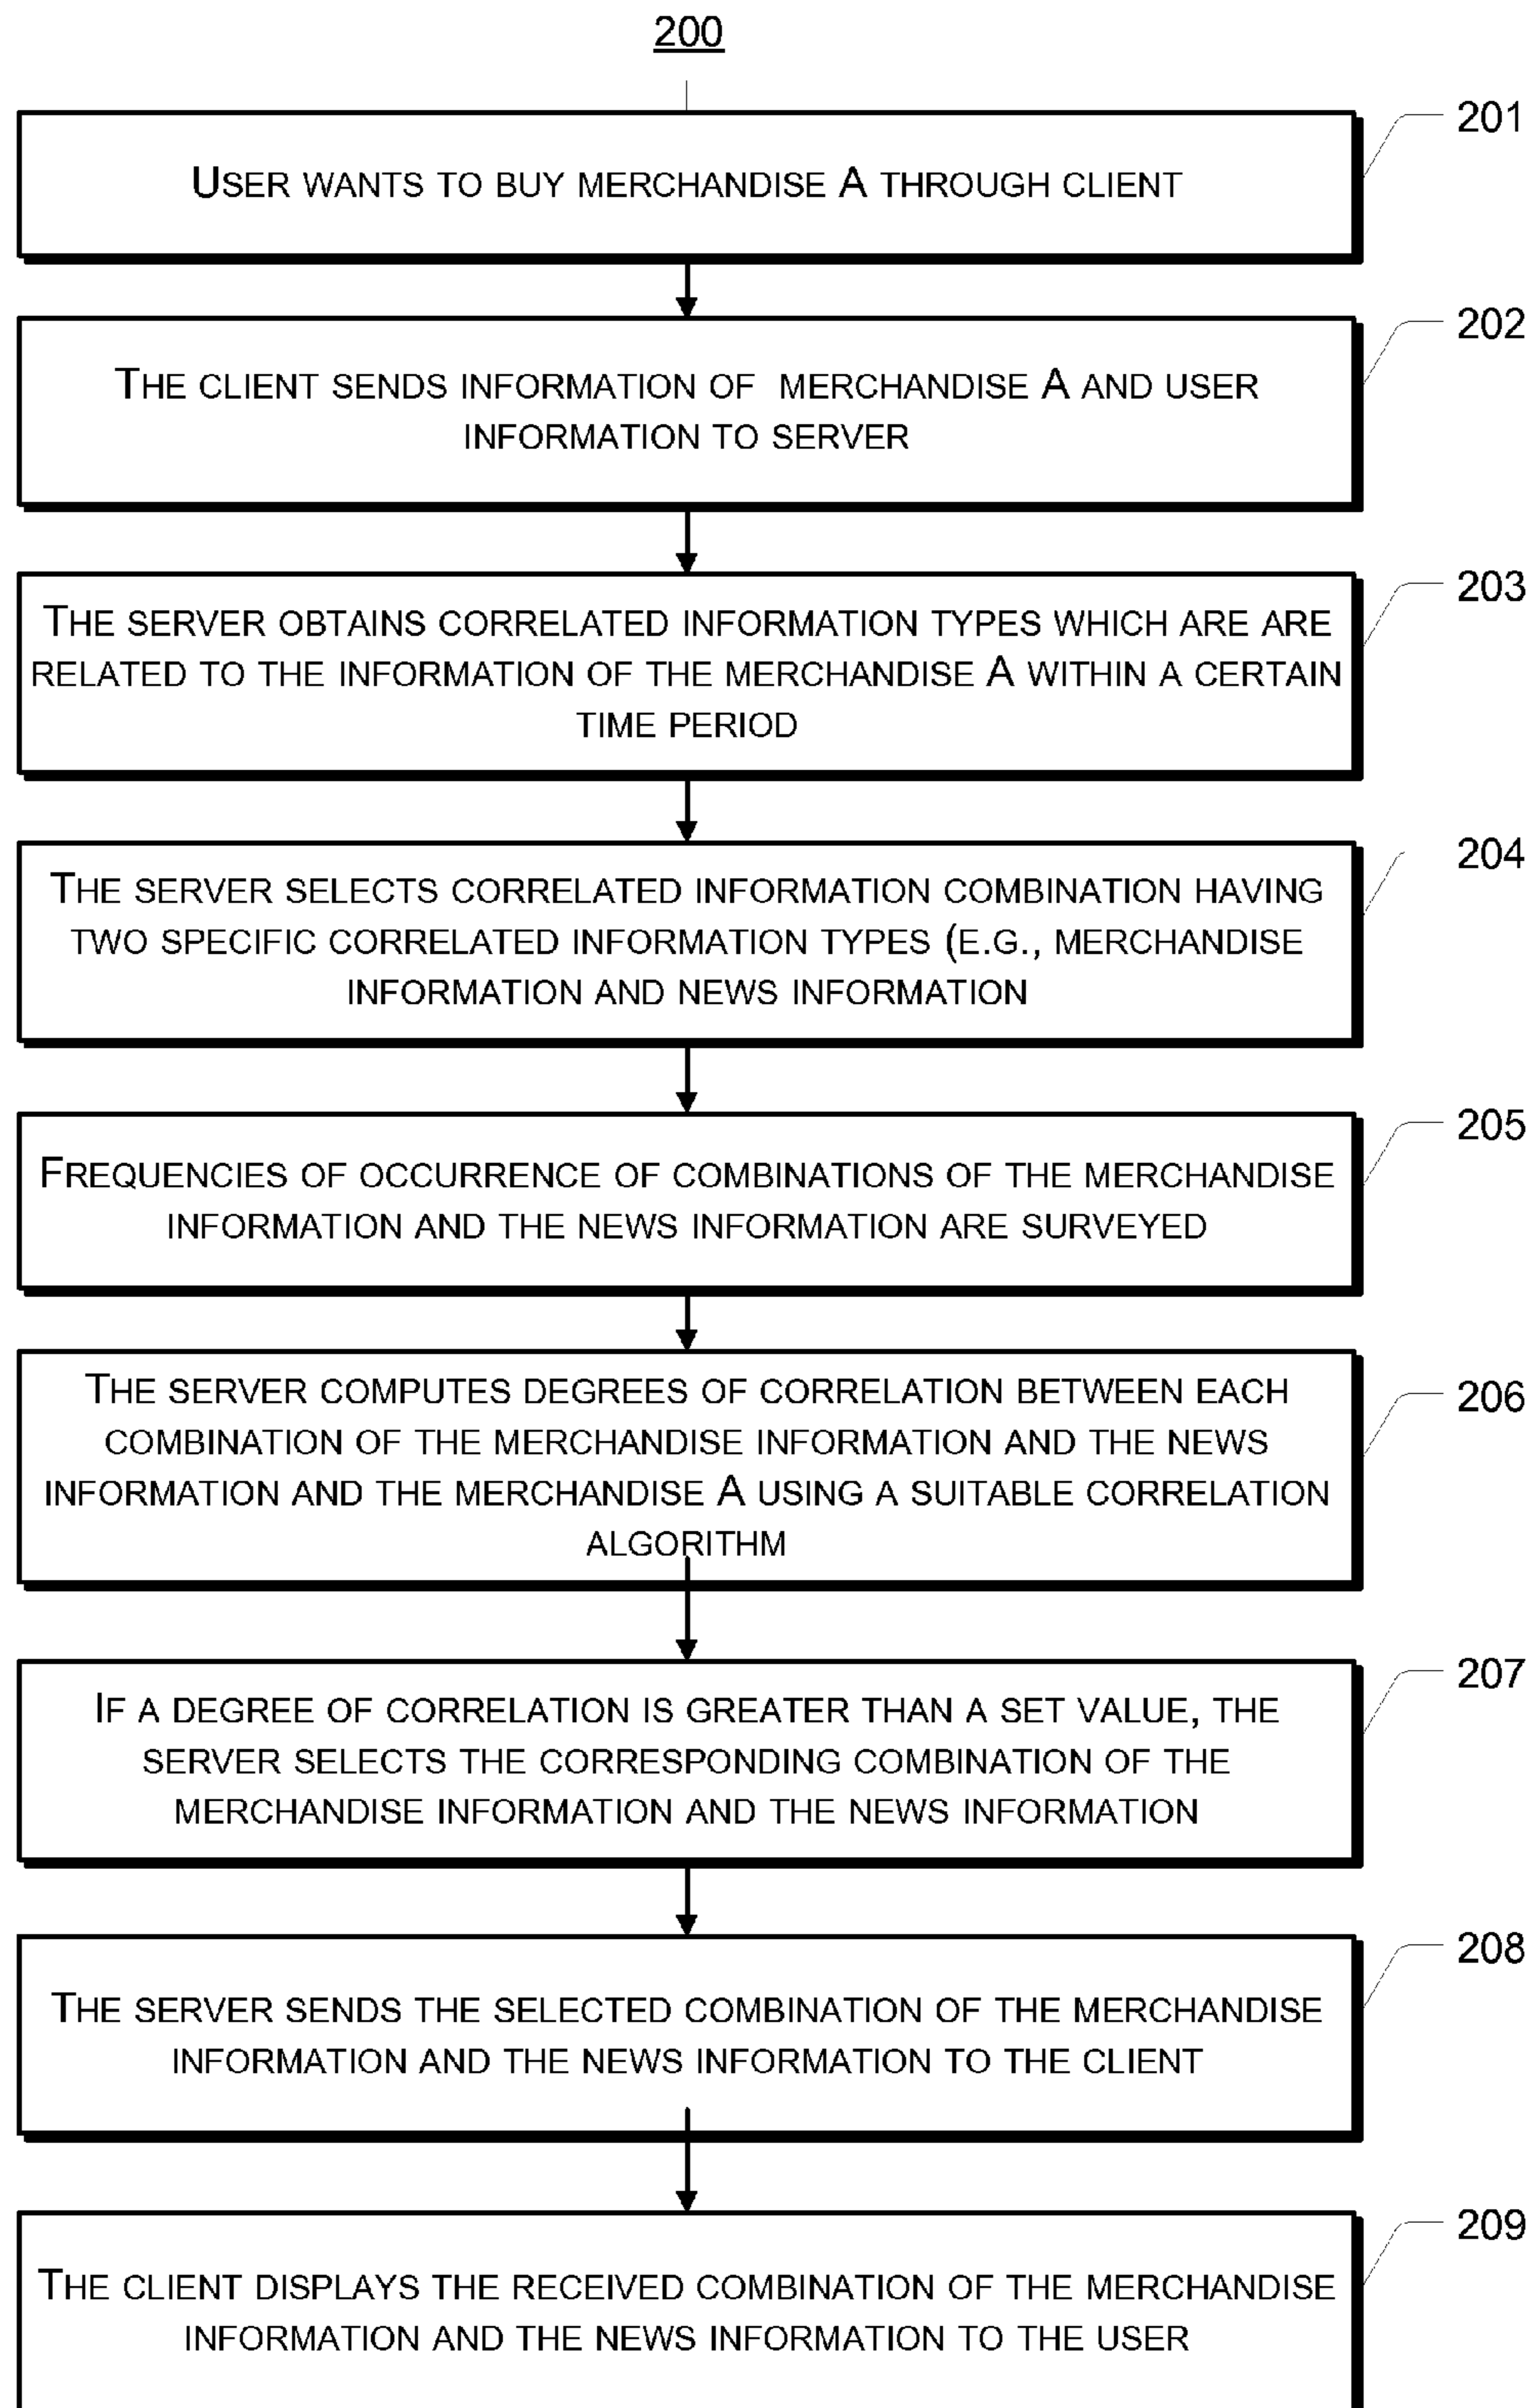 200
201
USER WANTS TO BUY MERCHANDISE A THROUGH CLIENT
202
THE CLIENT SENDS INFORMATION OF MERCHANDISE A AND USER
INFORMATION TO SERVER
203
THE SERVER OBTAINS CORRELATED INFORMATION TYPES WHICH ARE ARE
RELATED TO THE INFORMATION OF THE MERCHANDISE A WITHIN A CERTAIN
TIME PERIOD
204
THE SERVER SELECTS CORRELATED INFORMATION COMBINATION HAVING
TWO SPECIFIC CORRELATED INFORMATION TYPES (E.G., MERCHANDISE
INFORMATION AND NEWS INFORMATION
205
FREQUENCIES OF OCCURRENCE OF COMBINATIONS OF THE MERCHANDISE
INFORMATION AND THE NEWS INFORMATION ARE SURVEYED
206
THE SERVER COMPUTES DEGREES OF CORRELATION BETWEEN EACH
COMBINATION OF THE MERCHANDISE INFORMATION AND THE NEWS
INFORMATION AND THE MERCHANDISE A USING A SUITABLE CORRELATION
ALGORITHM
207
IF A DEGREE OF CORRELATION IS GREATER THAN A SET VALUE, THE
SERVER SELECTS THE CORRESPONDING COMBINATION OF THE
MERCHANDISE INFORMATION AND THE NEWS INFORMATION
208
THE SERVER SENDS THE SELECTED COMBINATION OF THE MERCHANDISE
INFORMATION AND THE NEWS INFORMATION TO THE CLIENT
209
THE CLIENT DISPLAYS THE RECEIVED COMBINATION OF THE MERCHANDISE
INFORMATION AND THE NEWS INFORMATION TO THE USER